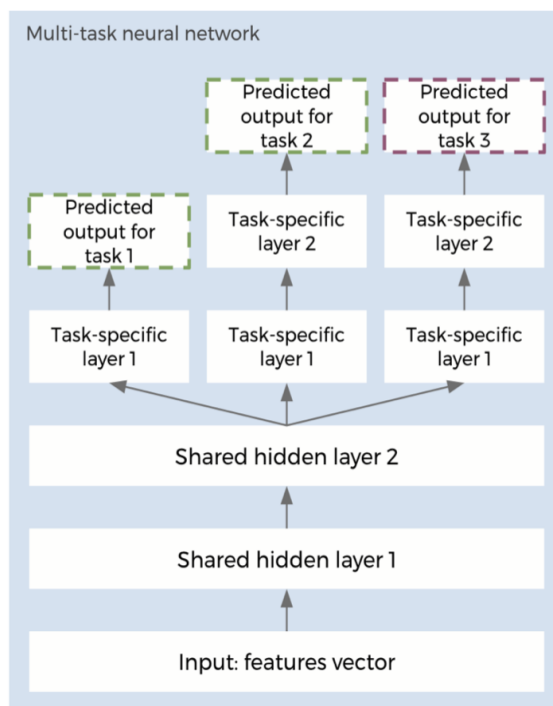 Multi-task neural network
Predicted
output for
task 2
Predicted
output for
task 3
Predicted
output for
task 1
Task-specific
layer 2
Task-specific
layer 2
Task-specific
layer 1
Task-specific
layer 1
Task-specific
layer 1
Shared hidden layer 2
Shared hidden layer 1
Input: features vector